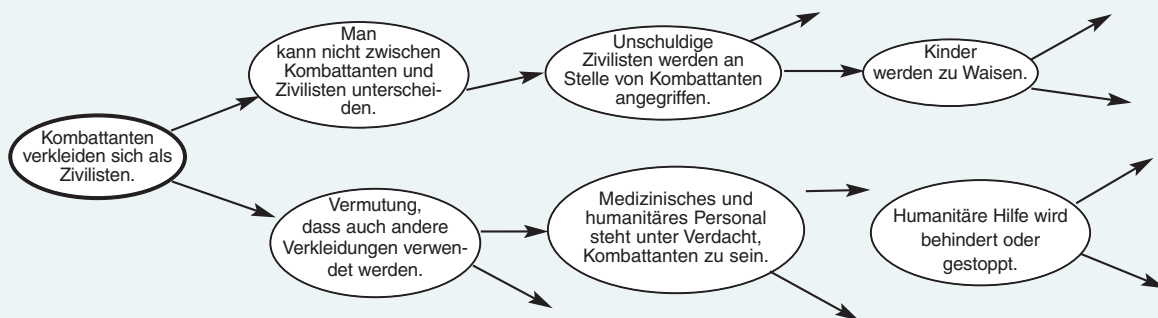 Kombattanten
verkleiden sich als
Zivilisten.
Man
kann nicht zwischen
Kombattanten und
Zivilisten unterschei-
den.
Unschuldige
Zivilisten werden an
Stelle von Kombattanten
angegriffen.
Kinder
werden zu Waisen.
Vermutung,
dass auch andere
Verkleidungen verwen-
det werden.
Medizinisches und
humanitäres Personal
steht unter Verdacht,
Kombattanten zu sein.
Humanitäre Hilfe wird
behindert oder
gestoppt.